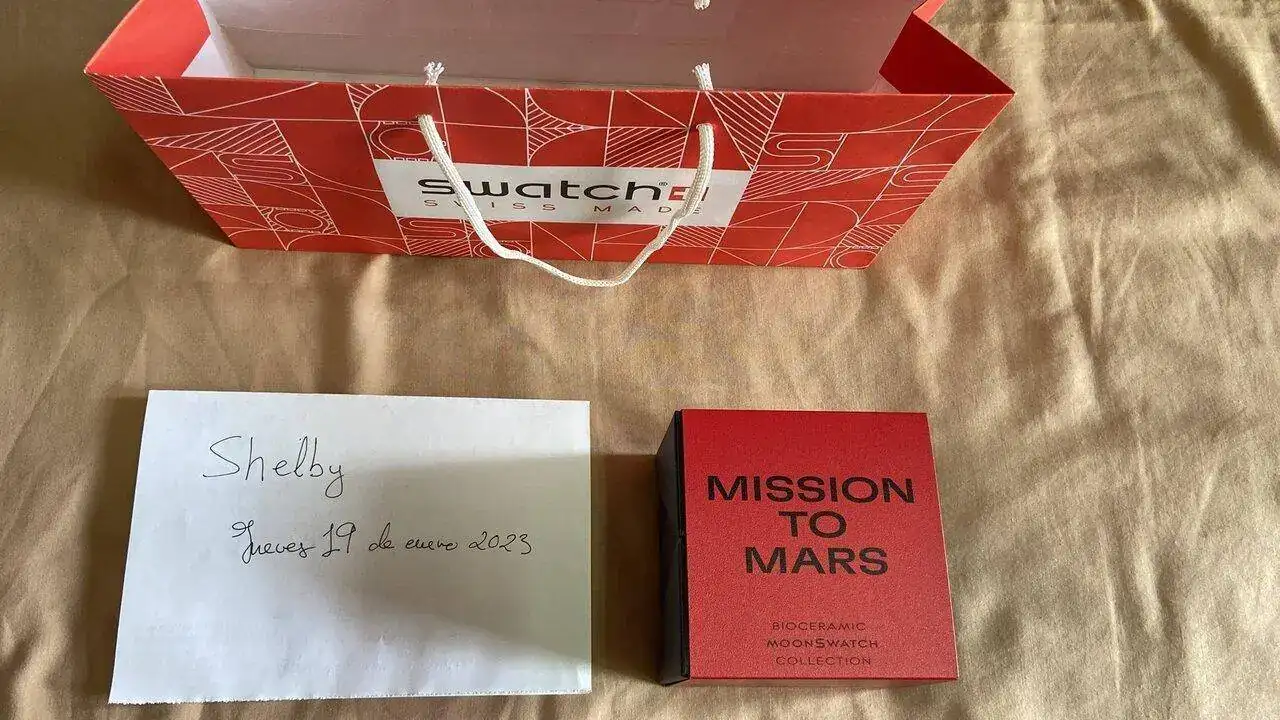 swatch®
SWISS MADE
Shelby
Jueves 19 de enero 2023
MISSION
TO
MARS
BIOCERAMIC
MOONSWATCH
COLLECTION